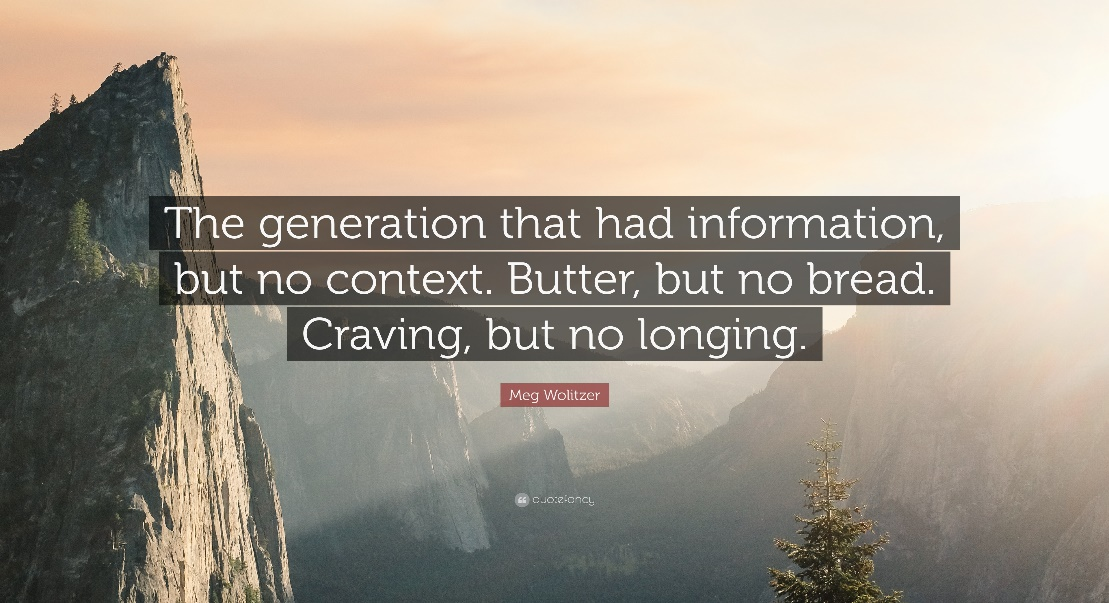 The generation that had information,
but no context. Butter, but no bread.
Craving, but no longing.
Meg Wolitzer
quotefancy